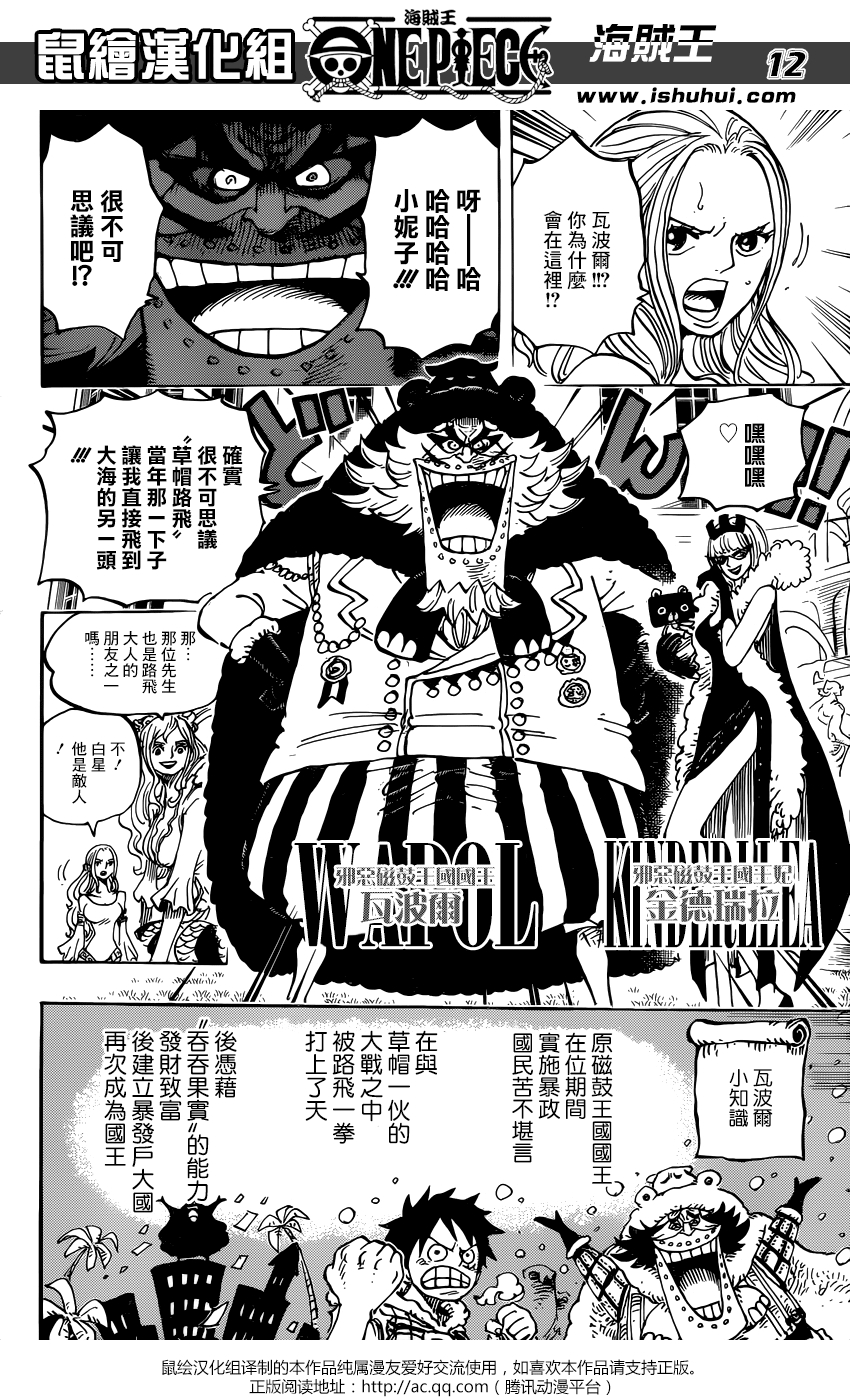 鼠繪漢化組
海賊王
ONE PIECE
海賊王
12
www.ishuhui.com
瓦波爾!!!?
你為什麼
會在這裡
!?
呀——哈
哈哈哈哈
小妮子!!!
很不可
思議吧!?
嘿嘿嘿
♡
どん!!
確實
很不可思議
“草帽路飛”
當年那一下子
讓我直接飛到
大海的另一頭
!!!
那…
那位先生
也是路飛
大人的
朋友之一
嗎……
不!
白星
他是敵人
!
WAPOL
邪惡磁鼓王國國王
瓦波爾
KINDERELLA
邪惡磁鼓王國王妃
金德瑞拉
瓦波爾
小知識
原磁鼓王國國王
在位期間
實施暴政
國民苦不堪言
在與
草帽一伙的
大戰之中
被路飛一拳
打上了天
後憑藉
“吞吞果實”的能力
發財致富
後建立暴發戶大國
再次成為國王
鼠绘汉化组译制的本作品纯属漫友爱好交流使用，如喜欢本作品请支持正版。
正版阅读地址：http://ac.qq.com（腾讯动漫平台）